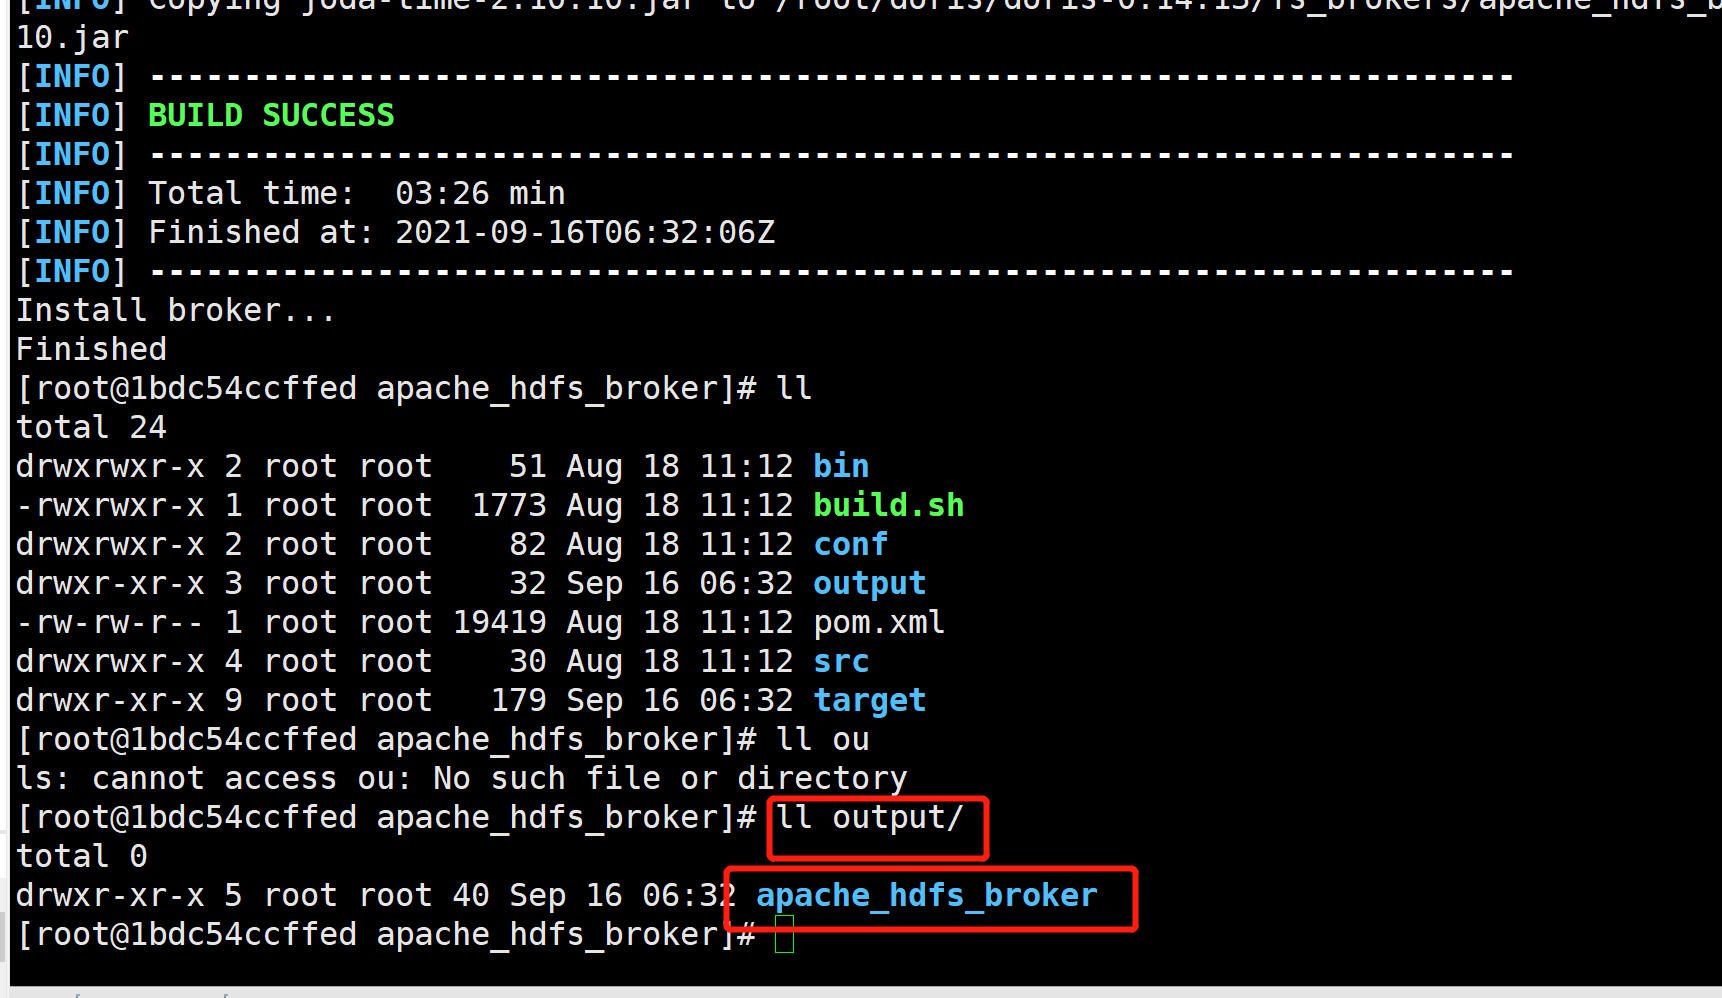 [INFO] Copying joda-time-2.10.10.jar to /root/doris/doris-0.14.13/fs_brokers/apache_hdfs_b
10.jar
[INFO] ------------------------------------------------------------------------
[INFO] BUILD SUCCESS
[INFO] ------------------------------------------------------------------------
[INFO] Total time:  03:26 min
[INFO] Finished at: 2021-09-16T06:32:06Z
[INFO] ------------------------------------------------------------------------
Install broker...
Finished
[root@1bdc54ccffed apache_hdfs_broker]# ll
total 24
drwxrwxr-x 2 root root    51 Aug 18 11:12 bin
-rwxrwxr-x 1 root root  1773 Aug 18 11:12 build.sh
drwxrwxr-x 2 root root    82 Aug 18 11:12 conf
drwxr-xr-x 3 root root    32 Sep 16 06:32 output
-rw-rw-r-- 1 root root 19419 Aug 18 11:12 pom.xml
drwxrwxr-x 4 root root    30 Aug 18 11:12 src
drwxr-xr-x 9 root root   179 Sep 16 06:32 target
[root@1bdc54ccffed apache_hdfs_broker]# ll ou
ls: cannot access ou: No such file or directory
[root@1bdc54ccffed apache_hdfs_broker]# ll output/
total 0
drwxr-xr-x 5 root root 40 Sep 16 06:32 apache_hdfs_broker
[root@1bdc54ccffed apache_hdfs_broker]#